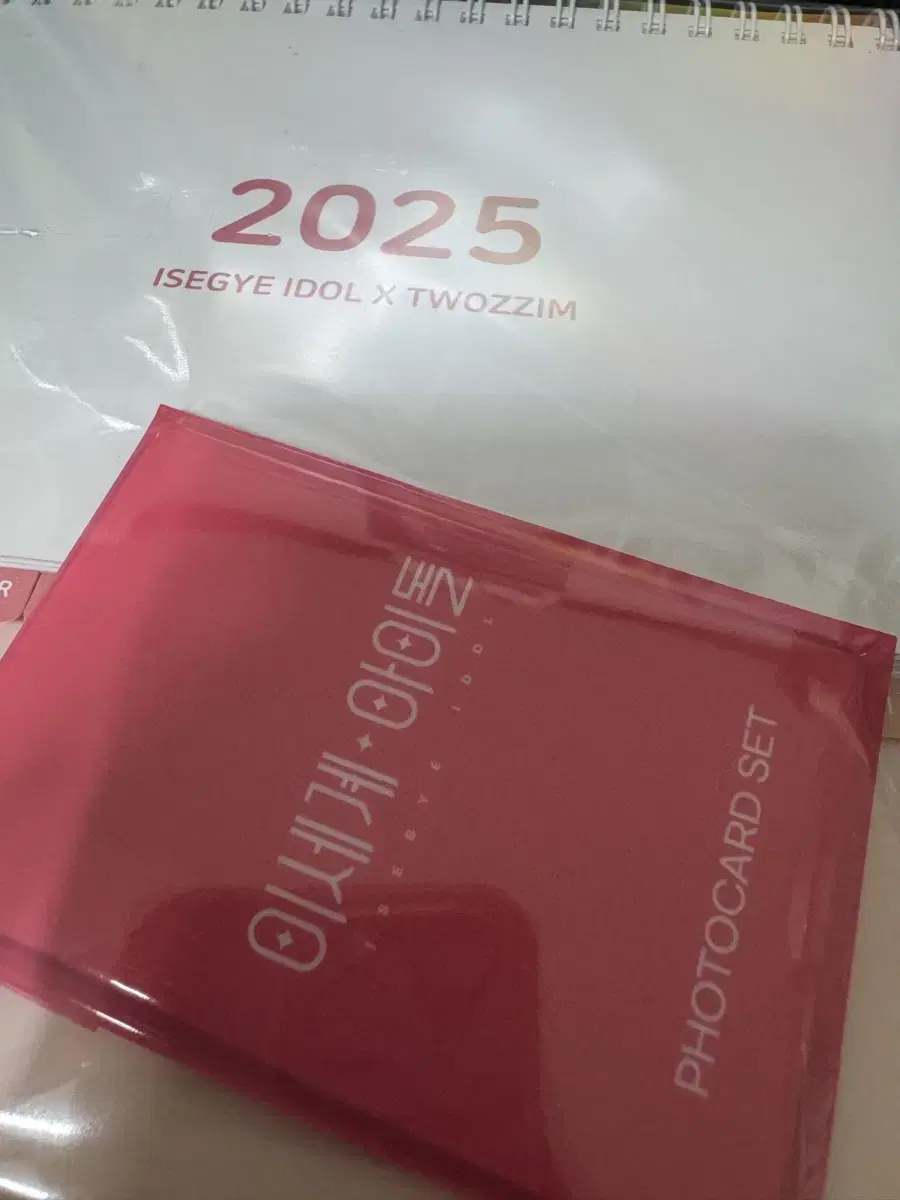 2025
ISEGYE IDOL X TWOZZIM
R
이세계아이돌
ISEGYE IDOL
PHOTOCARD SET